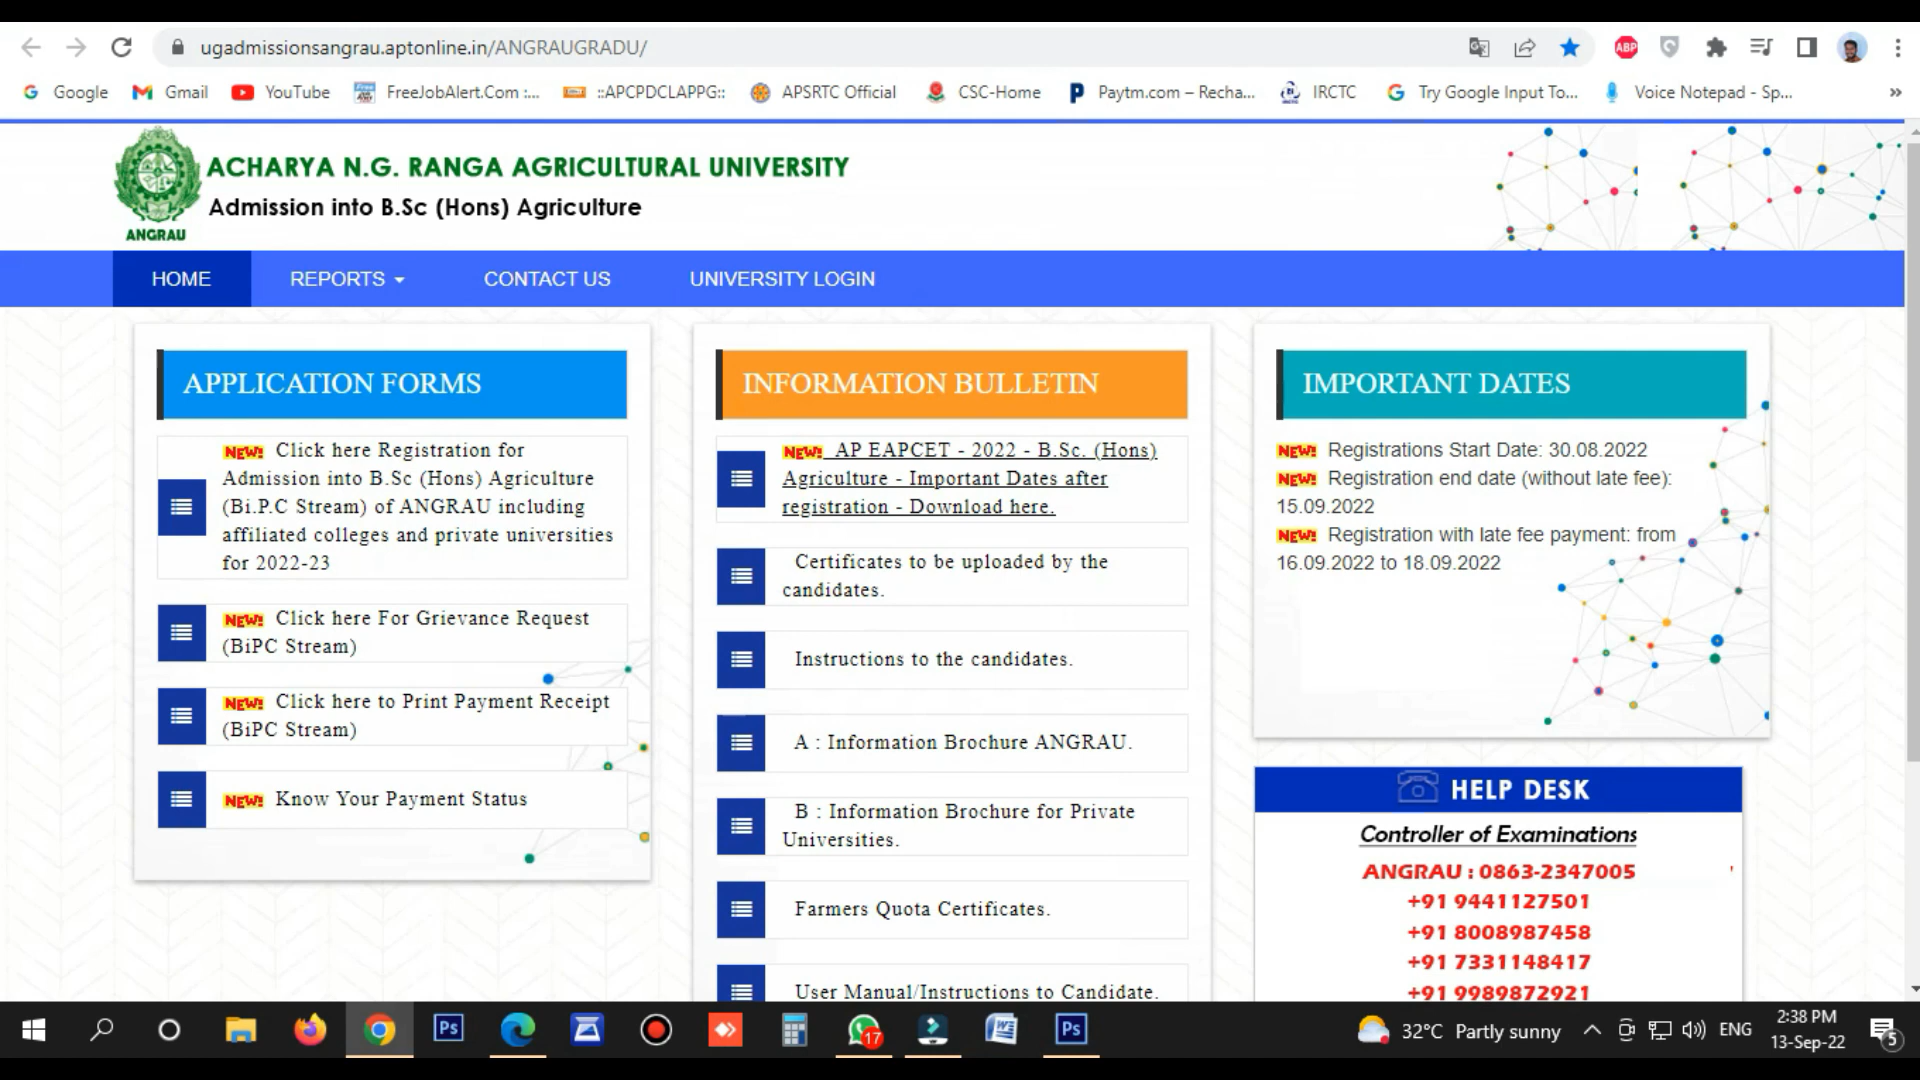 ugadmissionsangrau.aptonline.in/ANGRAUGRADU/
ABP
Google Gmail YouTube FreeJobAlert.Com :... ::APCPDCLAPPG:: APSRTC Official CSC-Home Paytm.com – Recha... IRCTC Try Google Input To... Voice Notepad - Sp... »
ACHARYA N.G. RANGA AGRICULTURAL UNIVERSITY
Admission into B.Sc (Hons) Agriculture
ANGRAU
HOME REPORTS CONTACT US UNIVERSITY LOGIN
APPLICATION FORMS
NEW! Click here Registration for
Admission into B.Sc (Hons) Agriculture
(Bi.P.C Stream) of ANGRAU including
affiliated colleges and private universities
for 2022-23
NEW! Click here For Grievance Request
(BiPC Stream)
NEW! Click here to Print Payment Receipt
(BiPC Stream)
NEW! Know Your Payment Status
INFORMATION BULLETIN
NEW! AP EAPCET - 2022 - B.Sc. (Hons)
Agriculture - Important Dates after
registration - Download here.
Certificates to be uploaded by the
candidates.
Instructions to the candidates.
A : Information Brochure ANGRAU.
B : Information Brochure for Private
Universities.
Farmers Quota Certificates.
User Manual/Instructions to Candidate.
IMPORTANT DATES
NEW! Registrations Start Date: 30.08.2022
NEW! Registration end date (without late fee):
15.09.2022
NEW! Registration with late fee payment: from
16.09.2022 to 18.09.2022
HELP DESK
Controller of Examinations
ANGRAU : 0863-2347005
+91 9441127501
+91 8008987458
+91 7331148417
+91 9989872921
Ps 17 Ps 32°C Partly sunny ENG
2:38 PM
13-Sep-22
5